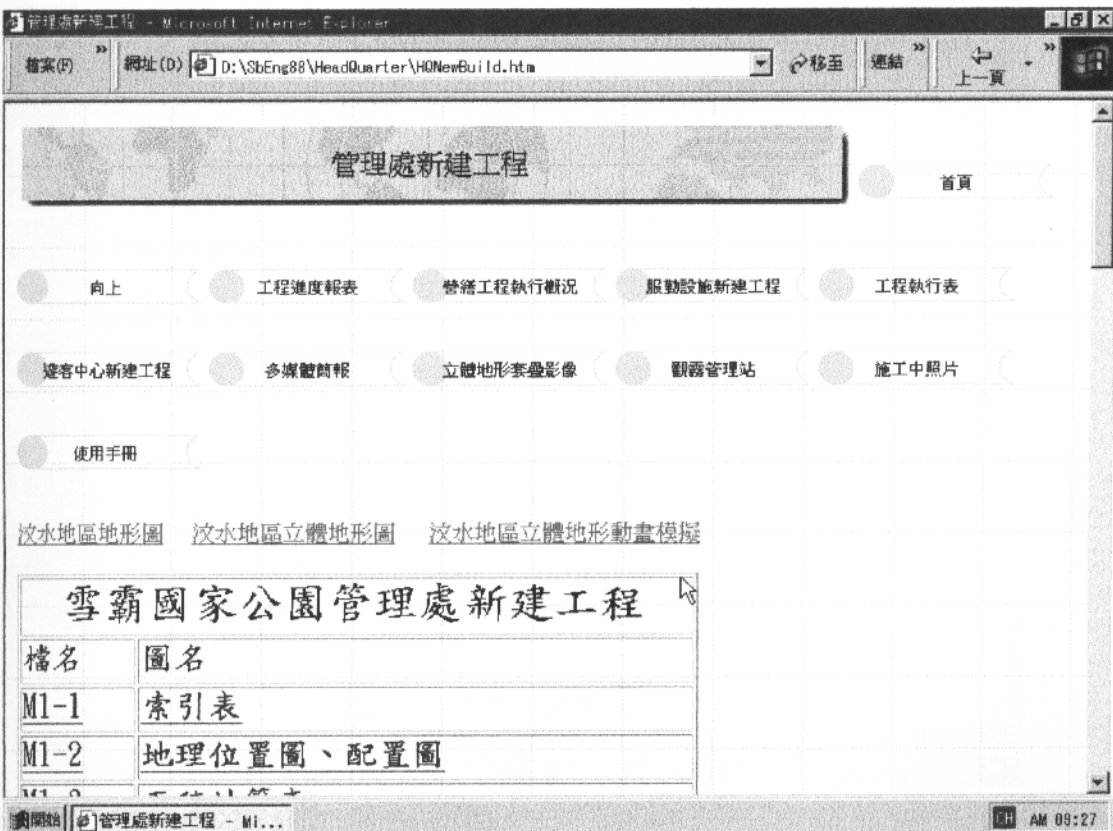 管理處新建工程 - Microsoft Internet Explorer
檔案(F) 網址(D) D:\SbEng88\HeadQuarter\HQNewBuild.htm 移至 連結 上一頁
管理處新建工程
首頁
向上 工程進度報表 營繕工程執行概況 服勤設施新建工程 工程執行表
遊客中心新建工程 多媒體簡報 立體地形套疊影像 觀霧管理站 施工中照片
使用手冊
汶水地區地形圖 汶水地區立體地形圖 汶水地區立體地形動畫模擬
雪霸國家公園管理處新建工程
檔名 圖名
M1-1 索引表
M1-2 地理位置圖、配置圖
開始 管理處新建工程 - Mi... CH AM 09:27